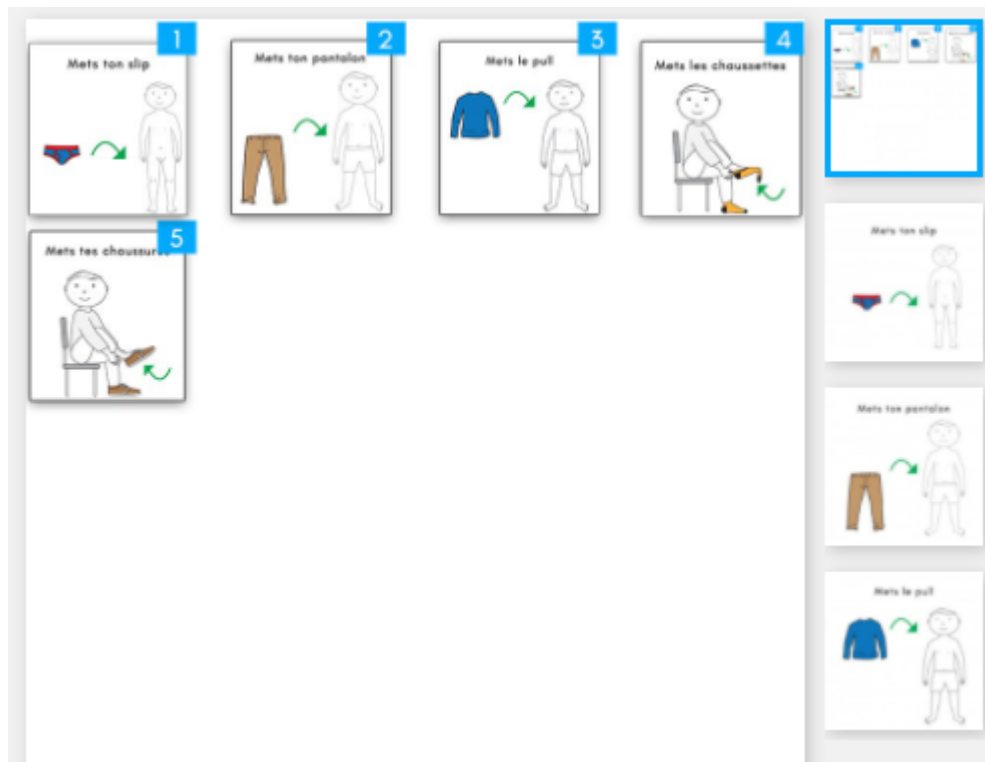 1
Mets ton slip
2
Mets ton pantalon
3
Mets le pull
4
Mets les chaussettes
5
Mets tes
Mets ton slip
Mets ton pantalon
Mets le pull